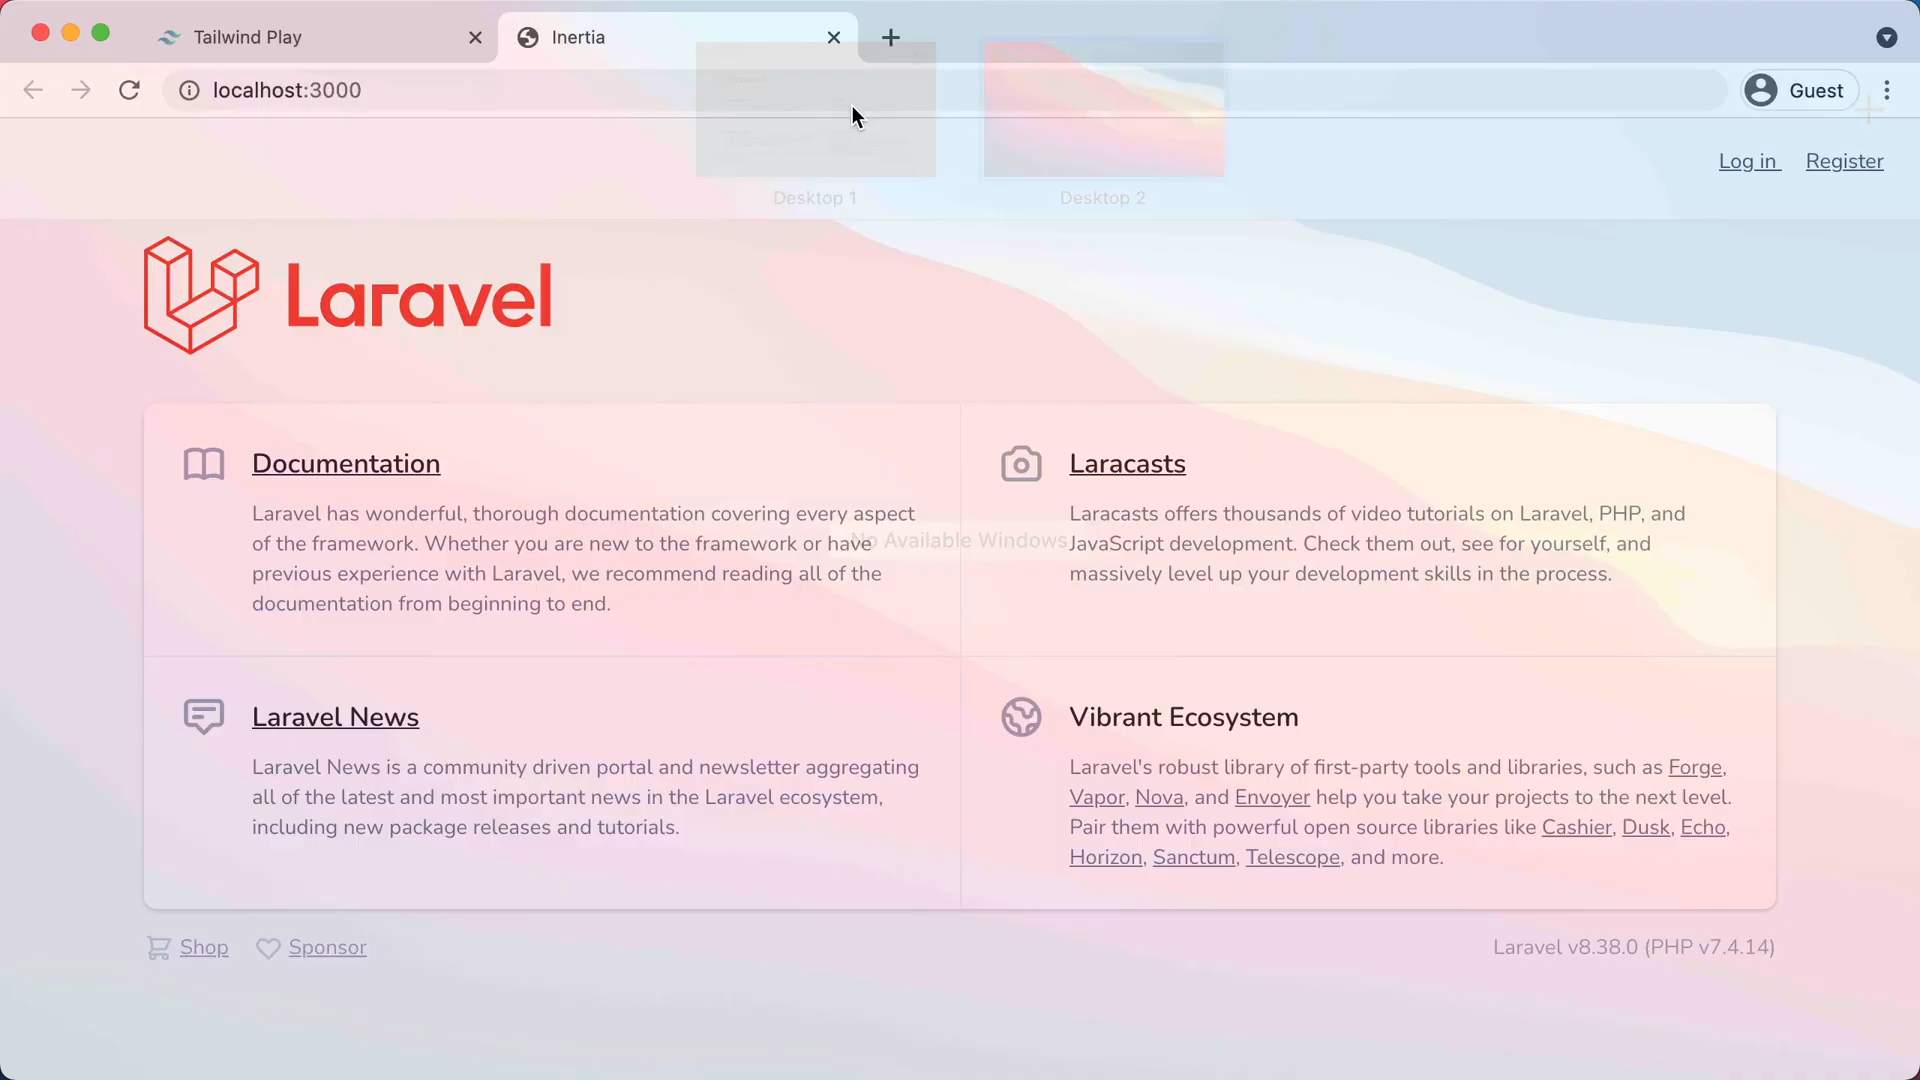 Tailwind Play
Inertia
localhost:3000
Guest
Desktop 1
Desktop 2
Log in
Register
Laravel
Documentation
Laravel has wonderful, thorough documentation covering every aspect
of the framework. Whether you are new to the framework or have
previous experience with Laravel, we recommend reading all of the
documentation from beginning to end.
Laracasts
Laracasts offers thousands of video tutorials on Laravel, PHP, and
JavaScript development. Check them out, see for yourself, and
massively level up your development skills in the process.
No Available Windows
Laravel News
Laravel News is a community driven portal and newsletter aggregating
all of the latest and most important news in the Laravel ecosystem,
including new package releases and tutorials.
Vibrant Ecosystem
Laravel's robust library of first-party tools and libraries, such as Forge,
Vapor, Nova, and Envoyer help you take your projects to the next level.
Pair them with powerful open source libraries like Cashier, Dusk, Echo,
Horizon, Sanctum, Telescope, and more.
Shop
Sponsor
Laravel v8.38.0 (PHP v7.4.14)